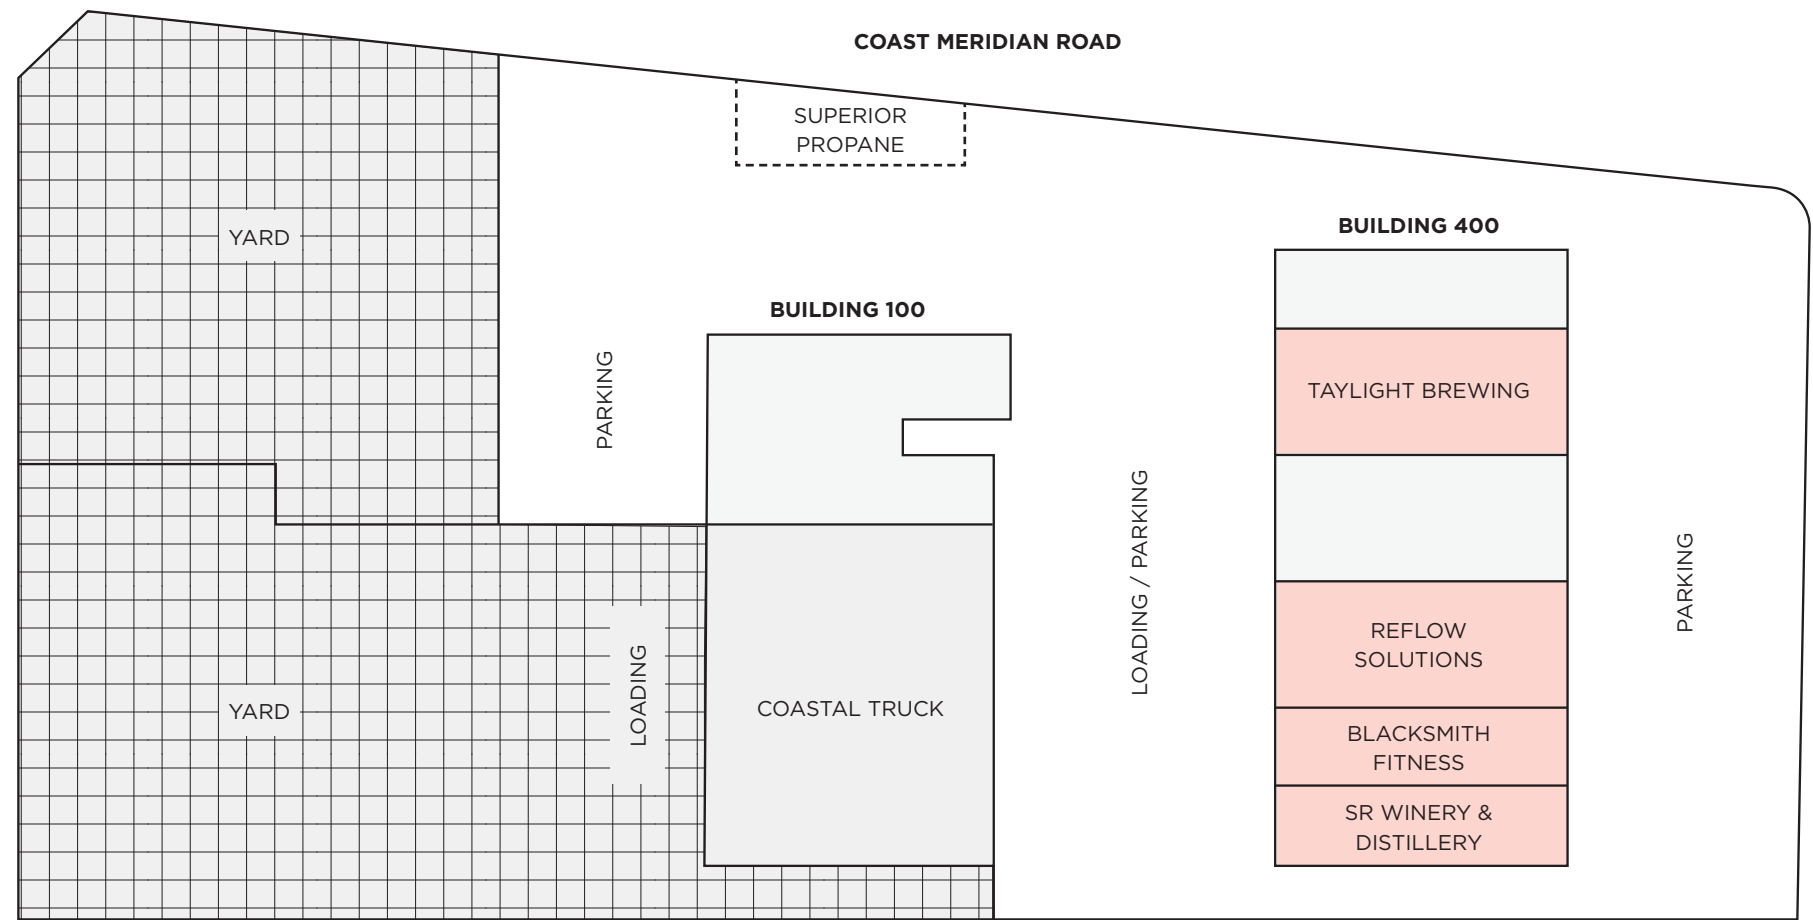 COAST MERIDIAN ROAD
SUPERIOR
PROPANE
YARD
BUILDING 400
BUILDING 100
PARKING
TAYLIGHT BREWING
LOADING / PARKING
PARKING
REFLOW
SOLUTIONS
YARD
LOADING
COASTAL TRUCK
BLACKSMITH
FITNESS
SR WINERY &
DISTILLERY